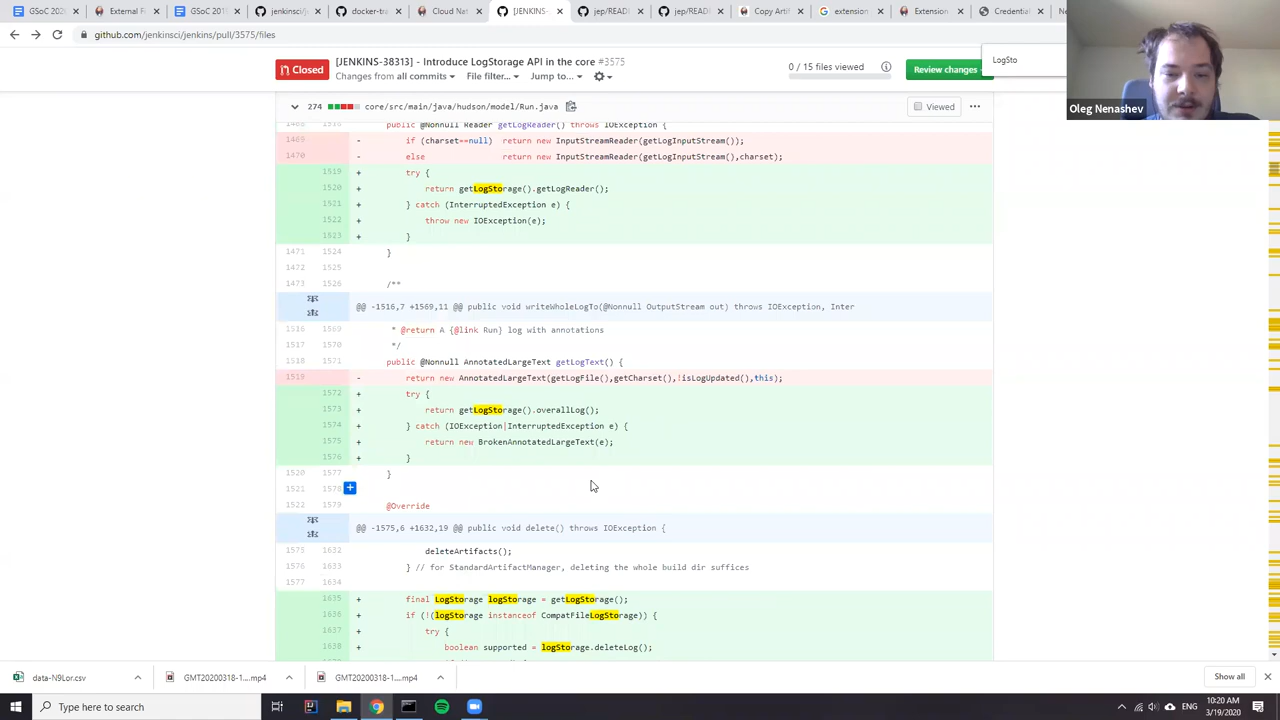 GSoC 202
External Fi
GSoC 201
jenkinsci/
docker-tra
Cloud Nat
[JENKINS-
jep/READ
jep/READ
Copy Arti
extension
Extension
Credentia
github.com/jenkinsci/jenkins/pull/3575/files
LogSto
Closed
[JENKINS-38313] - Introduce LogStorage API in the core #3575
Changes from all commits
File filter...
Jump to...
0 / 15 files viewed
Review changes
Oleg Nenashev
274 core/src/main/java/hudson/model/Run.java
Viewed
public @Nonnull Reader getLogReader() throws IOException {
1469 - if (charset==null) return new InputStreamReader(getLogInputStream());
1470 - else return new InputStreamReader(getLogInputStream(),charset);
1519 + try {
1520 + return getLogStorage().getLogReader();
1521 + } catch (InterruptedException e) {
1522 + throw new IOException(e);
1523 + }
1471 1524 }
1472 1525
1473 1526 /**
@@ -1516,7 +1569,11 @@ public void writeWholeLogTo(@Nonnull OutputStream out) throws IOException, Inter
1516 1569 * @return A {@link Run} log with annotations
1517 1570 */
1518 1571 public @Nonnull AnnotatedLargeText getLogText() {
1519 - return new AnnotatedLargeText(getLogFile(),getCharset(),!isLogUpdated(),this);
1572 + try {
1573 + return getLogStorage().overallLog();
1574 + } catch (IOException|InterruptedException e) {
1575 + return new BrokenAnnotatedLargeText(e);
1576 + }
1520 1577 }
1521 1578
1522 1579 @Override
@@ -1575,6 +1632,19 @@ public void delete() throws IOException {
1575 1632 deleteArtifacts();
1576 1633 } // for StandardArtifactManager, deleting the whole build dir suffices
1577 1634
1635 + final LogStorage logStorage = getLogStorage();
1636 + if (!(logStorage instanceof CompatFileLogStorage)) {
1637 + try {
1638 + boolean supported = logStorage.deleteLog();
data-N9Lor.csv
GMT20200318-1....mp4
GMT20200318-1....mp4
Show all
Type here to search
ENG
10:20 AM
3/19/2020